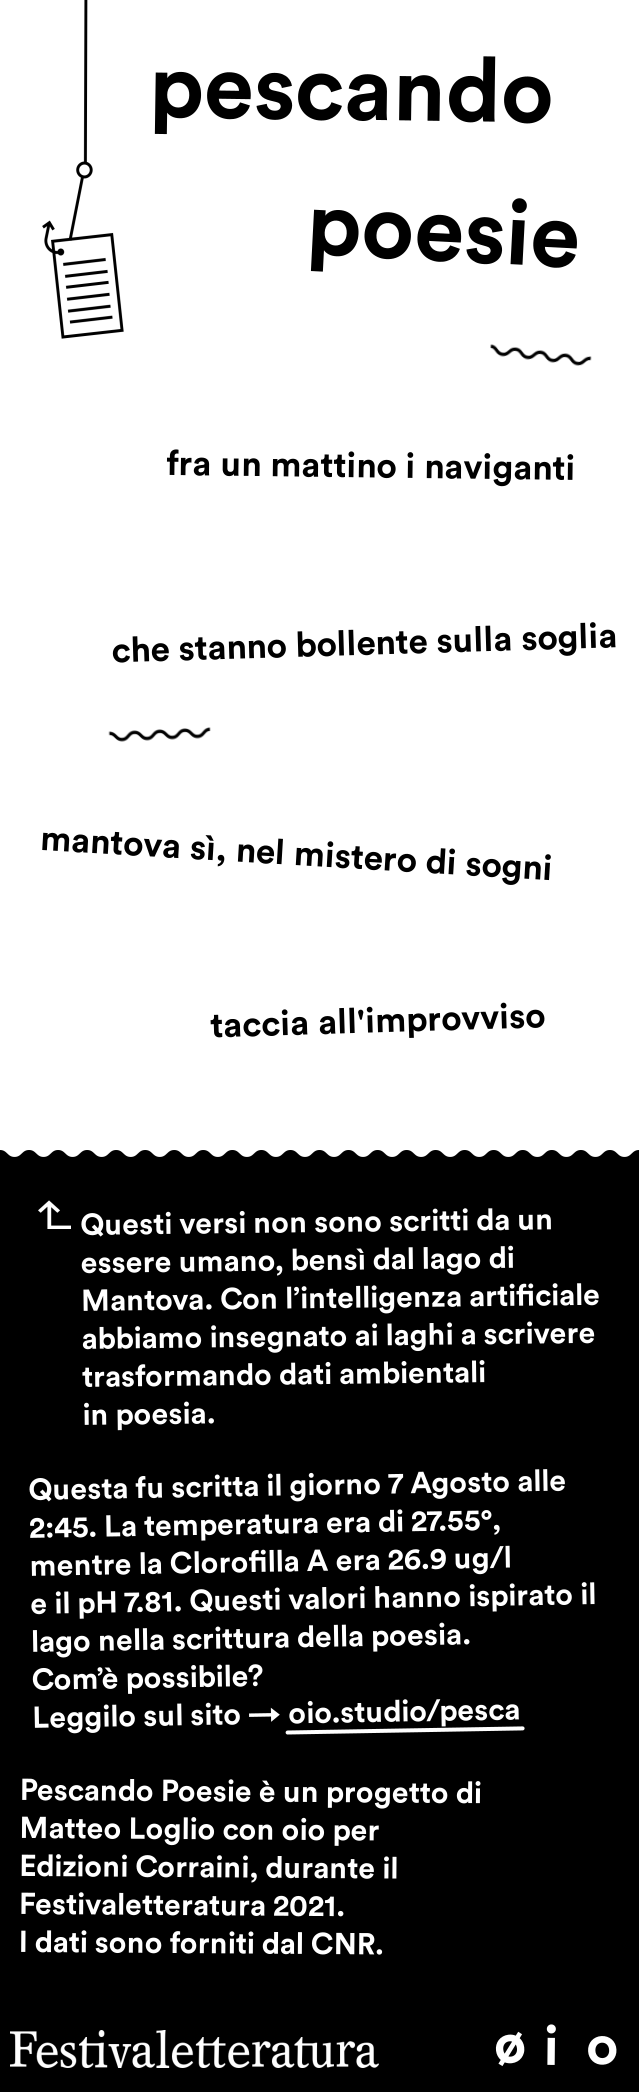 pescando
poesie
fra un mattino i naviganti
che stanno bollente sulla soglia
mantova sì, nel mistero di sogni
taccia all'improvviso
Questi versi non sono scritti da un
essere umano, bensì dal lago di
Mantova. Con l’intelligenza artificiale
abbiamo insegnato ai laghi a scrivere
trasformando dati ambientali
in poesia.
Questa fu scritta il giorno 7 Agosto alle
2:45. La temperatura era di 27.55°,
mentre la Clorofilla A era 26.9 ug/l
e il pH 7.81. Questi valori hanno ispirato il
lago nella scrittura della poesia.
Com’è possibile?
Leggilo sul sito → oio.studio/pesca
Pescando Poesie è un progetto di
Matteo Loglio con oio per
Edizioni Corraini, durante il
Festivaletteratura 2021.
I dati sono forniti dal CNR.
Festivaletteratura
ø i o